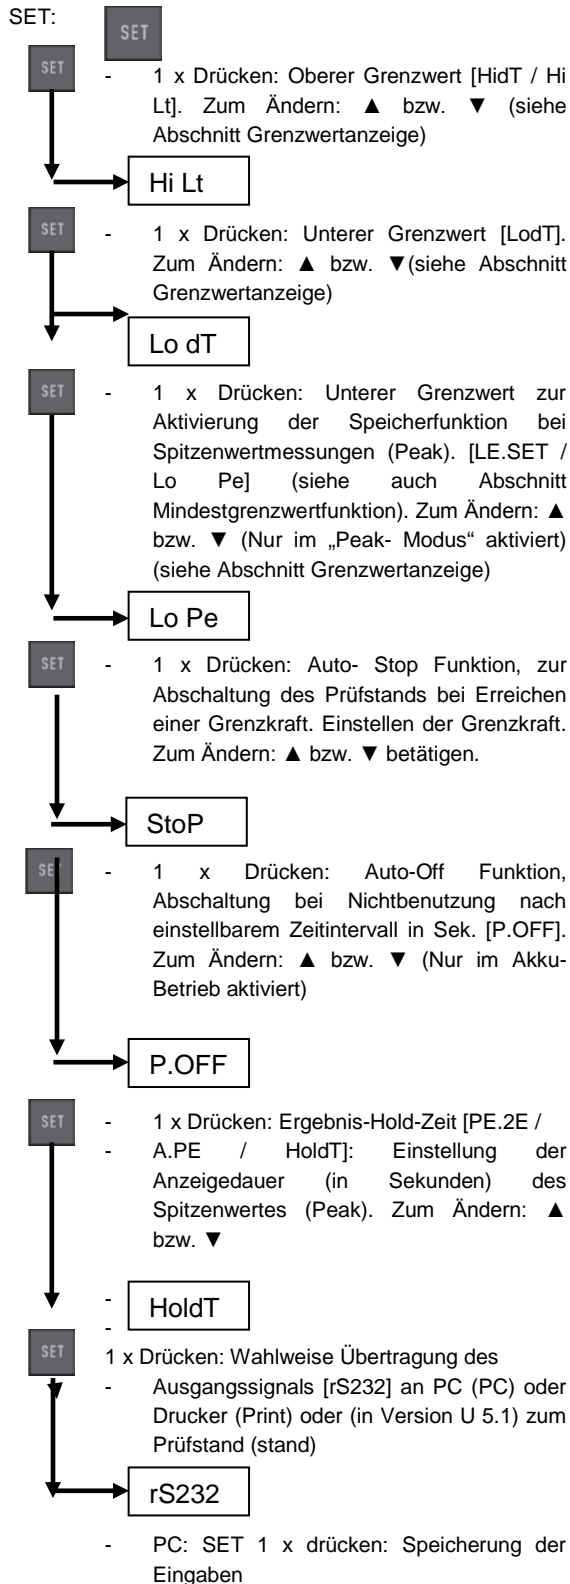 SET:
SET
SET
- 1 x Drücken: Oberer Grenzwert [HidT / Hi
Lt]. Zum Ändern: ▲ bzw. ▼ (siehe
Abschnitt Grenzwertanzeige)
Hi Lt
SET
- 1 x Drücken: Unterer Grenzwert [LodT].
Zum Ändern: ▲ bzw. ▼(siehe Abschnitt
Grenzwertanzeige)
Lo dT
SET
- 1 x Drücken: Unterer Grenzwert zur
Aktivierung der Speicherfunktion bei
Spitzenwertmessungen (Peak). [LE.SET /
Lo Pe] (siehe auch Abschnitt
Mindestgrenzwertfunktion). Zum Ändern: ▲
bzw. ▼ (Nur im „Peak- Modus“ aktiviert)
(siehe Abschnitt Grenzwertanzeige)
Lo Pe
SET
- 1 x Drücken: Auto- Stop Funktion, zur
Abschaltung des Prüfstands bei Erreichen
einer Grenzkraft. Einstellen der Grenzkraft.
Zum Ändern: ▲ bzw. ▼ betätigen.
StoP
SET
- 1 x Drücken: Auto-Off Funktion,
Abschaltung bei Nichtbenutzung nach
einstellbarem Zeitintervall in Sek. [P.OFF].
Zum Ändern: ▲ bzw. ▼ (Nur im Akku-
Betrieb aktiviert)
P.OFF
SET
- 1 x Drücken: Ergebnis-Hold-Zeit [PE.2E /
- A.PE / HoldT]: Einstellung der
Anzeigedauer (in Sekunden) des
Spitzenwertes (Peak). Zum Ändern: ▲
bzw. ▼
- HoldT
-
SET
1 x Drücken: Wahlweise Übertragung des
- Ausgangssignals [rS232] an PC (PC) oder
Drucker (Print) oder (in Version U 5.1) zum
Prüfstand (stand)
rS232
- PC: SET 1 x drücken: Speicherung der
Eingaben